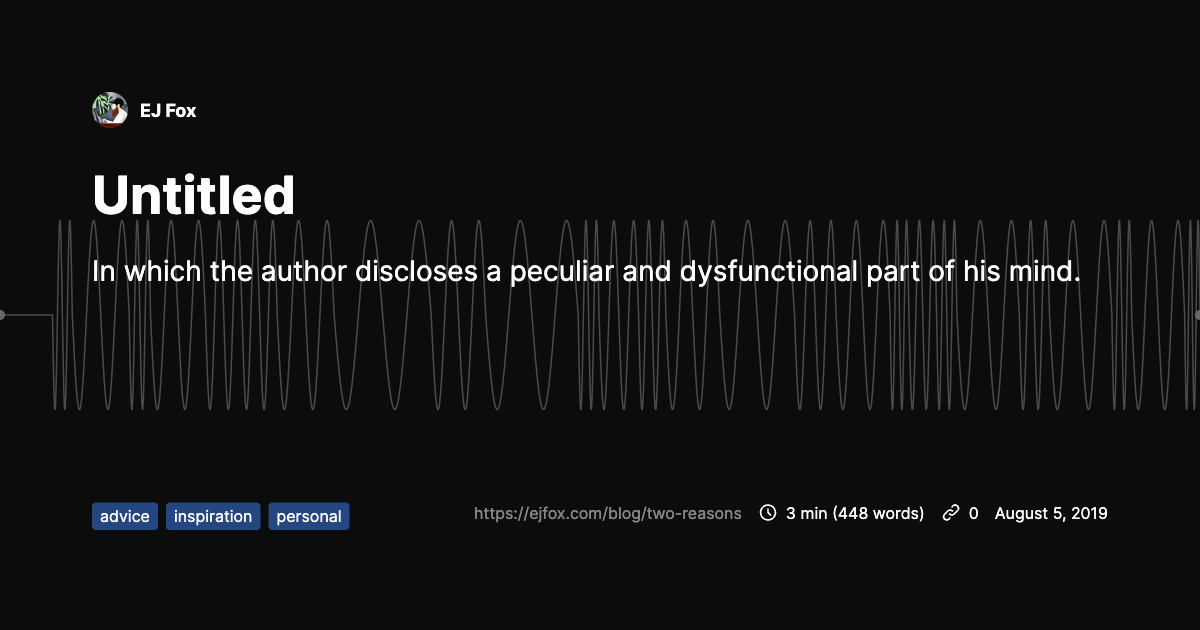 EJ Fox
Untitled
In which the author discloses a peculiar and dysfunctional part of his mind.
advice inspiration personal https://ejfox.com/blog/two-reasons 3 min (448 words) 0 August 5, 2019